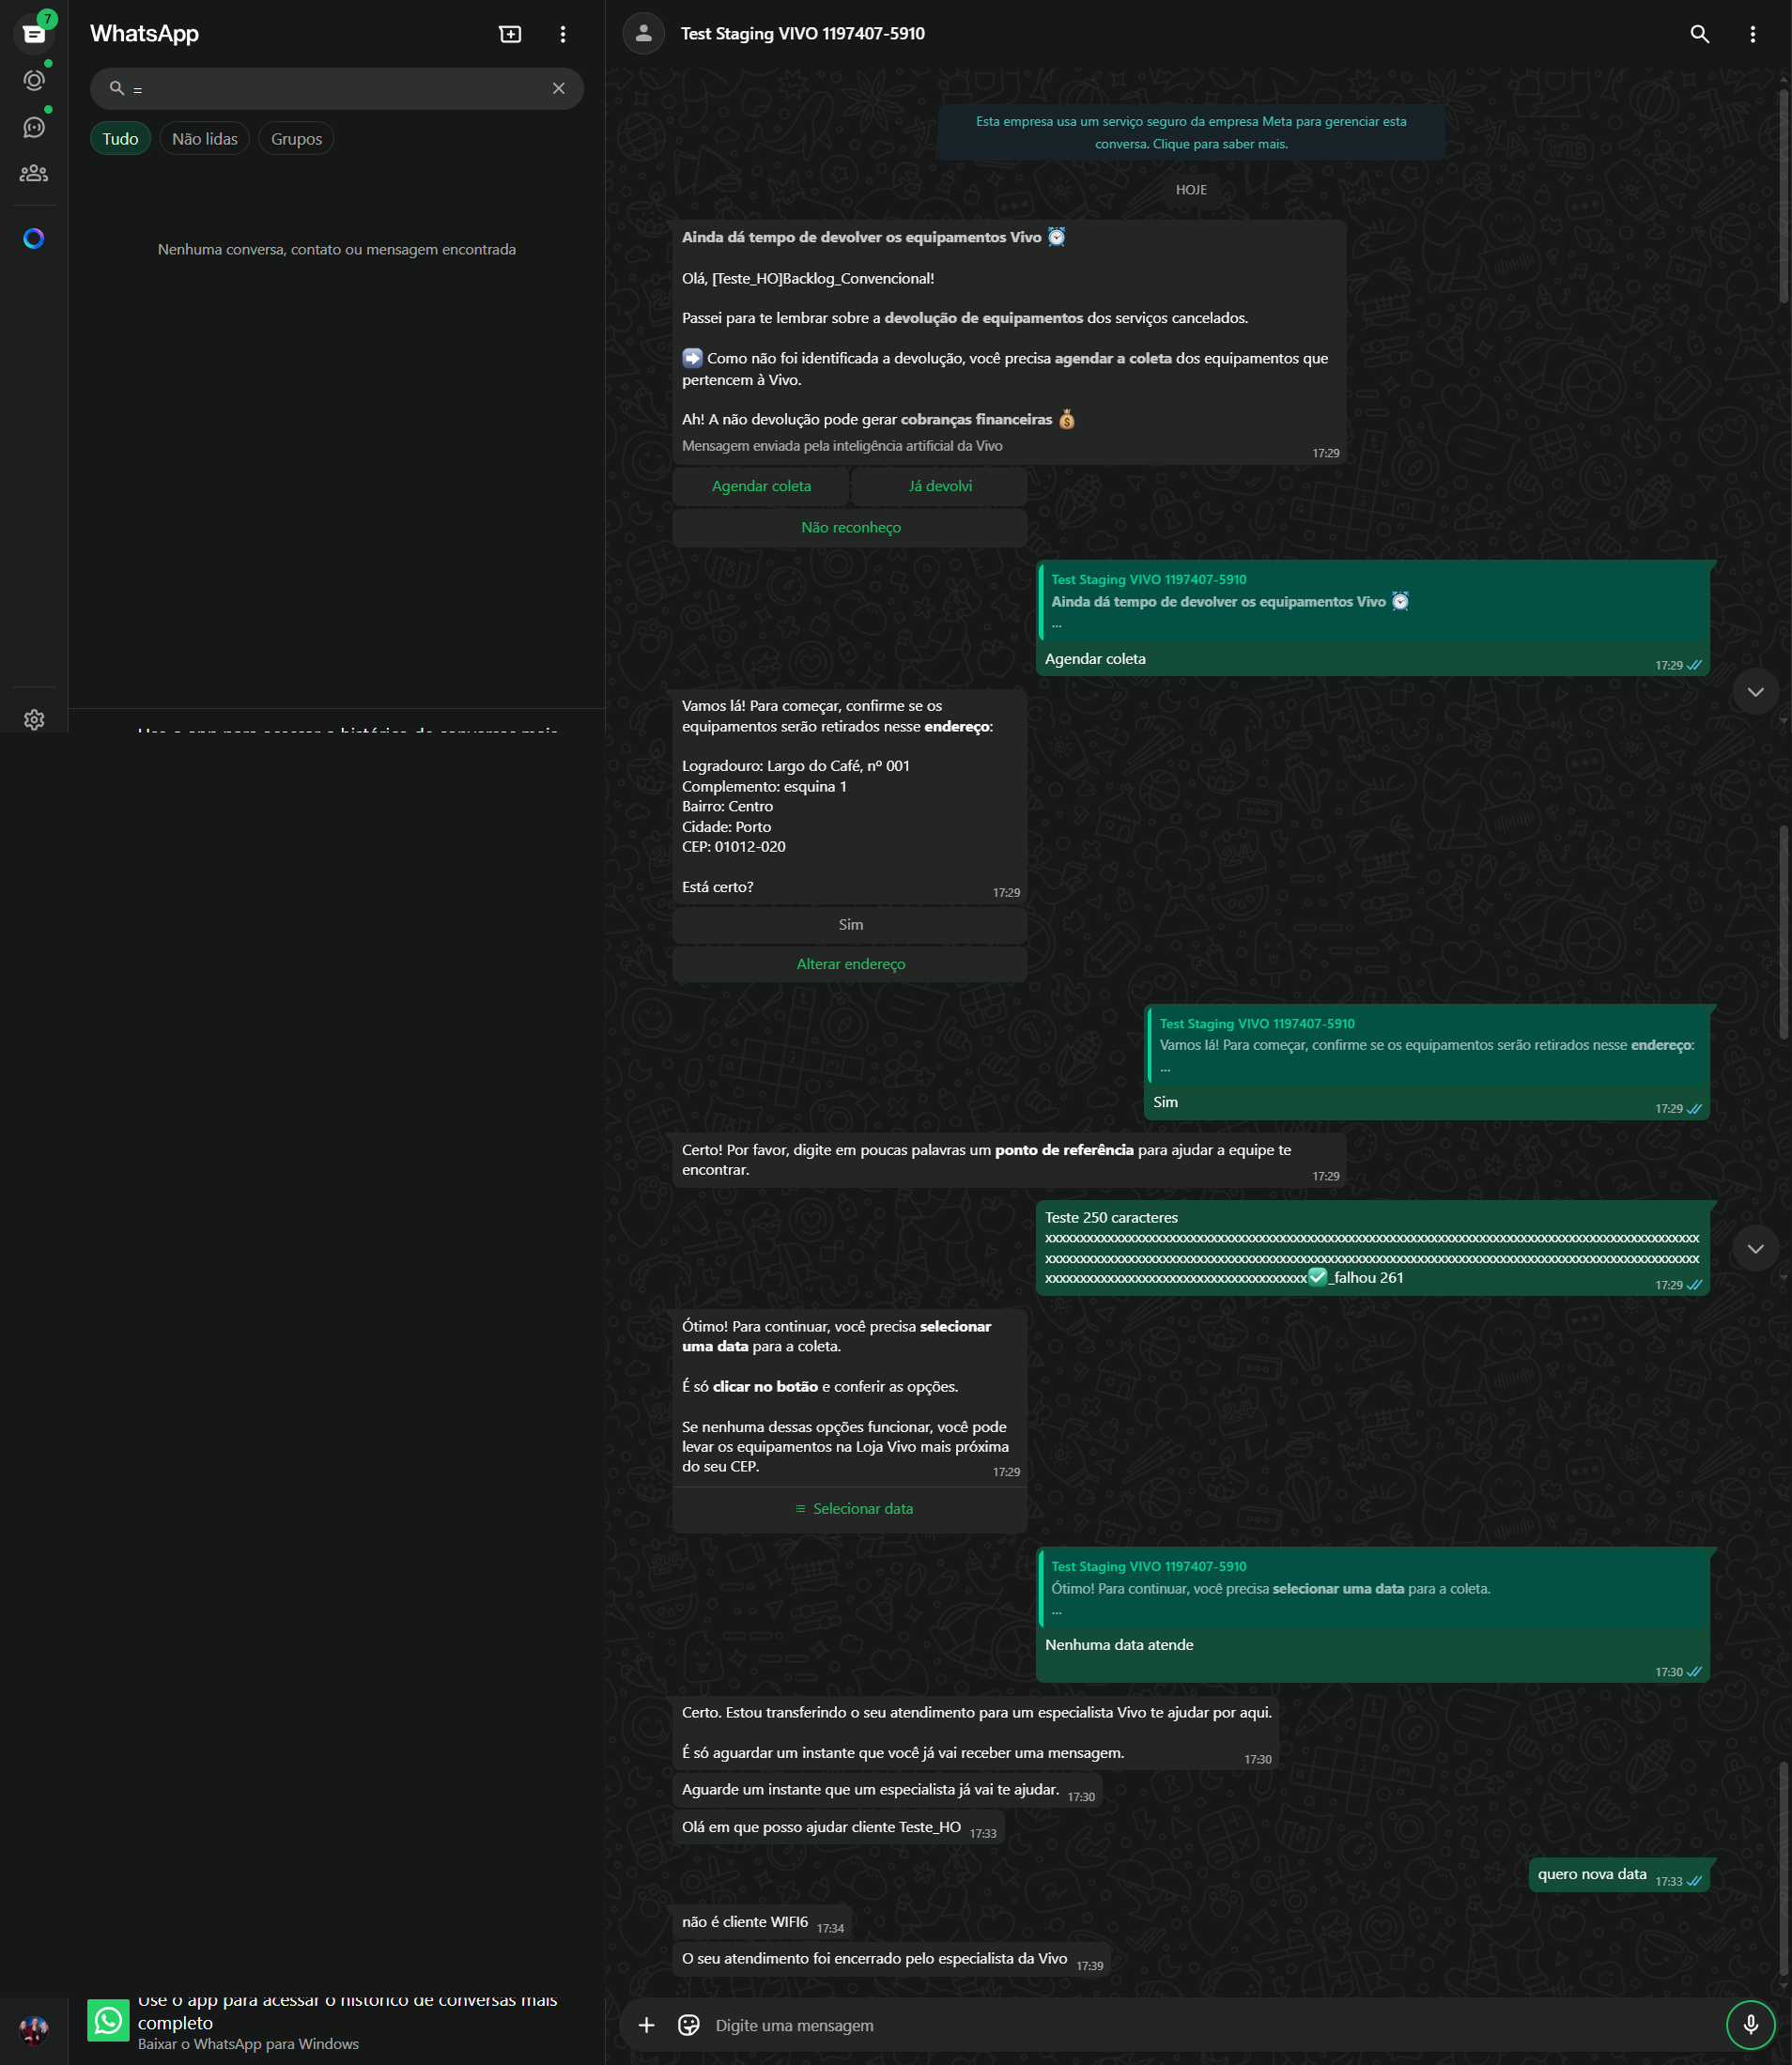 7
WhatsApp
=
Tudo
Não lidas
Grupos
Nenhuma conversa, contato ou mensagem encontrada
Use o app para acessar o histórico de conversas mais
Use o app para acessar o histórico de conversas mais
completo
Baixar o WhatsApp para Windows
Test Staging VIVO 1197407-5910
Esta empresa usa um serviço seguro da empresa Meta para gerenciar esta
conversa. Clique para saber mais.
HOJE
Ainda dá tempo de devolver os equipamentos Vivo ⏰
Olá, [Teste_HO]Backlog_Convencional!
Passei para te lembrar sobre a devolução de equipamentos dos serviços cancelados.
➡️ Como não foi identificada a devolução, você precisa agendar a coleta dos equipamentos que
pertencem à Vivo.
Ah! A não devolução pode gerar cobranças financeiras 💰
Mensagem enviada pela inteligência artificial da Vivo
17:29
Agendar coleta
Já devolvi
Não reconheço
Test Staging VIVO 1197407-5910
Ainda dá tempo de devolver os equipamentos Vivo ⏰
...
Agendar coleta
17:29
Vamos lá! Para começar, confirme se os
equipamentos serão retirados nesse endereço:
Logradouro: Largo do Café, nº 001
Complemento: esquina 1
Bairro: Centro
Cidade: Porto
CEP: 01012-020
Está certo?
17:29
Sim
Alterar endereço
Test Staging VIVO 1197407-5910
Vamos lá! Para começar, confirme se os equipamentos serão retirados nesse endereço:
...
Sim
17:29
Certo! Por favor, digite em poucas palavras um ponto de referência para ajudar a equipe te
encontrar.
17:29
Teste 250 caracteres
xxxxxxxxxxxxxxxxxxxxxxxxxxxxxxxxxxxxxxxxxxxxxxxxxxxxxxxxxxxxxxxxxxxxxxxxxxxxxxxxxxxxxxxxxxxxxxx
xxxxxxxxxxxxxxxxxxxxxxxxxxxxxxxxxxxxxxxxxxxxxxxxxxxxxxxxxxxxxxxxxxxxxxxxxxxxxxxxxxxxxxxxxxxxxxx
xxxxxxxxxxxxxxxxxxxxxxxxxxxxxxxxxxxxxx✅_falhou 261
17:29
Ótimo! Para continuar, você precisa selecionar
uma data para a coleta.
É só clicar no botão e conferir as opções.
Se nenhuma dessas opções funcionar, você pode
levar os equipamentos na Loja Vivo mais próxima
do seu CEP.
17:29
Selecionar data
Test Staging VIVO 1197407-5910
Ótimo! Para continuar, você precisa selecionar uma data para a coleta.
...
Nenhuma data atende
17:30
Certo. Estou transferindo o seu atendimento para um especialista Vivo te ajudar por aqui.
É só aguardar um instante que você já vai receber uma mensagem.
17:30
Aguarde um instante que um especialista já vai te ajudar. 17:30
Olá em que posso ajudar cliente Teste_HO 17:33
quero nova data 17:33
não é cliente WIFI6 17:34
O seu atendimento foi encerrado pelo especialista da Vivo 17:39
Digite uma mensagem